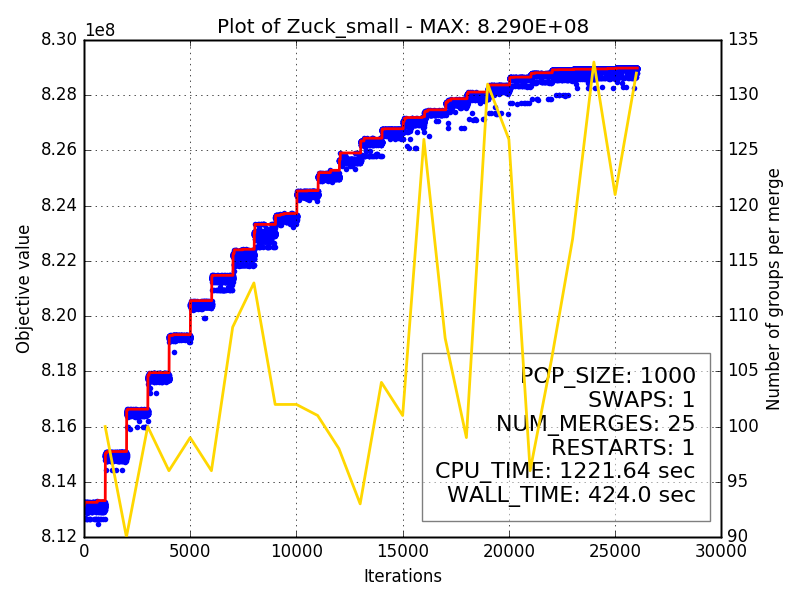 Plot of Zuck_small - MAX: 8.290E+08
1e8
8.30
8.28
8.26
8.24
8.22
8.20
8.18
8.16
8.14
8.12
Objective value
0
5000
10000
15000
20000
25000
30000
Iterations
135
130
125
120
115
110
105
100
95
90
Number of groups per merge
POP_SIZE: 1000
SWAPS: 1
NUM_MERGES: 25
RESTARTS: 1
CPU_TIME: 1221.64 sec
WALL_TIME: 424.0 sec